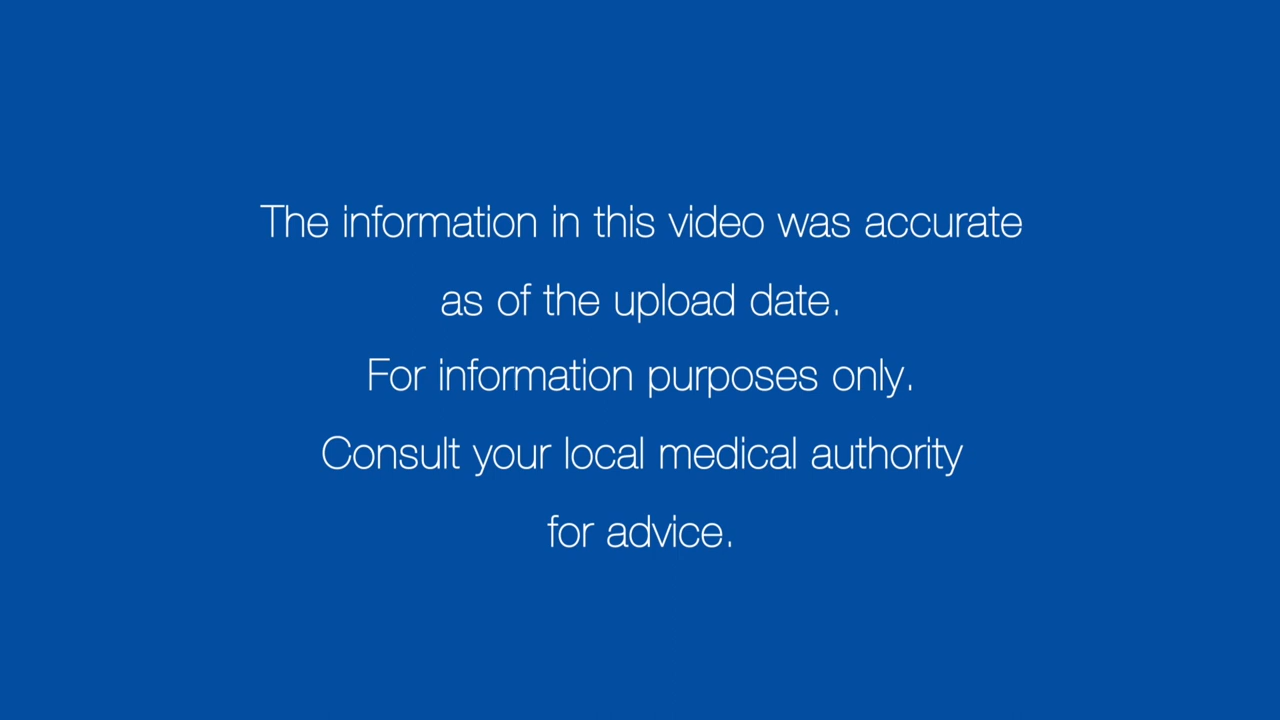 The information in this video was accurate
as of the upload date.
For information purposes only.
Consult your local medical authority
for advice.